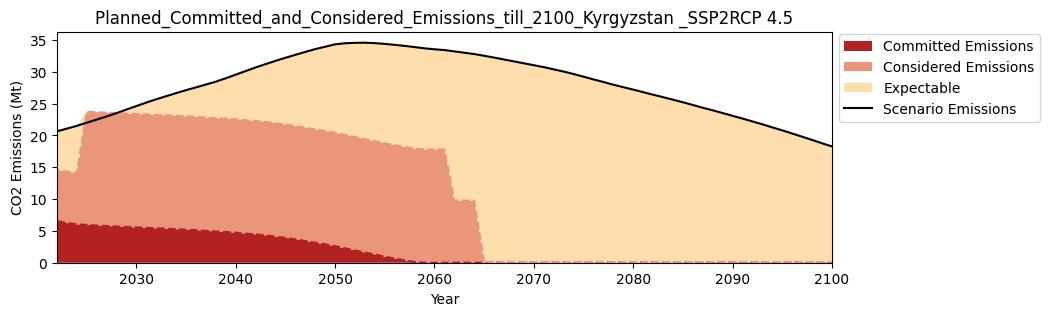 Planned_Committed_and_Considered_Emissions_till_2100_Kyrgyzstan _SSP2RCP 4.5
CO2 Emissions (Mt)
35
30
25
20
15
10
5
0
2030 2040 2050 2060 2070 2080 2090 2100
Year
Committed Emissions
Considered Emissions
Expectable
Scenario Emissions